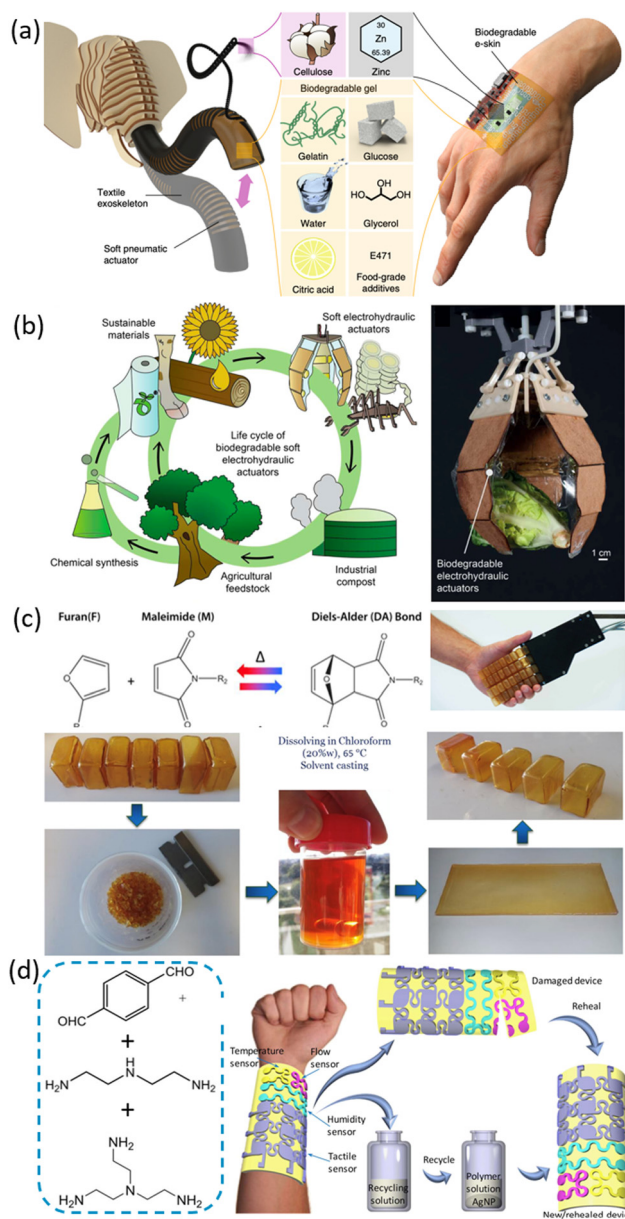 (a)
30
Zn
65.39
Cellulose
Zinc
Biodegradable
e-skin
Biodegradable gel
Gelatin
Glucose
Textile
exoskeleton
Soft pneumatic
actuator
Water
HO
OH
OH
Glycerol
Citric acid
E471
Food-grade
additives
(b)
Sustainable
materials
Soft electrohydraulic
actuators
Life cycle of
biodegradable soft
electrohydraulic
actuators
Chemical synthesis
Agricultural
feedstock
Industrial
compost
Biodegradable
electrohydraulic
actuators
1 cm
(c)
Furan(F)
Maleimide (M)
Diels-Alder (DA) Bond
O
+
O
N-R2
O
Δ
O
O
N-R2
O
Dissolving in Chloroform
(20%w), 65 °C
Solvent casting
(d)
CHO
OHC
+
+
H2N
H
N
NH2
+
NH2
H2N
N
NH2
Temperature
sensor
Flow
sensor
Humidity
sensor
Tactile
sensor
Damaged device
Reheal
Recycling
solution
Recycle
Polymer
solution
AgNP
New/rehealed device